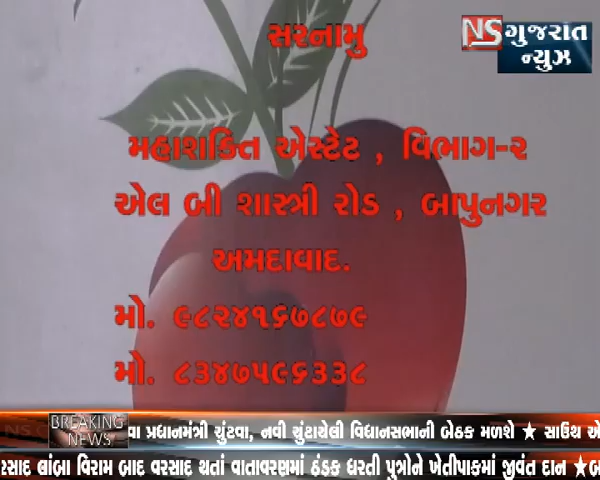 સરનામુ
NS ગુજરાત
ન્યુઝ
મહાશકિત એસ્ટેટ , વિભાગ-૨
એલ બી શાસ્ત્રી રોડ , બાપુનગર
અમદાવાદ.
મો. ૯૮૨૪૧૬૭૮૭૯
મો. ૮૩૪૭૫૯૬૩૩૮
BREAKING
NEWS
વા પ્રધાનમંત્રી ચુંટવા, નવી ચુંટાયેલી વિધાનસભાની બેઠક મળશે ★ સાઉથ એ
રસાદ લાંબા વિરામ બાદ વરસાદ થતાં વાતાવરણમાં ઠંડક ધરતી પુત્રોને ખેતીપાકમાં જીવંત દાન ★